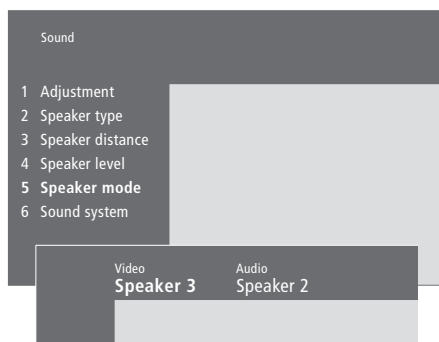 Sound
1 Adjustment
2 Speaker type
3 Speaker distance
4 Speaker level
5 Speaker mode
6 Sound system
Video Audio
Speaker 3 Speaker 2